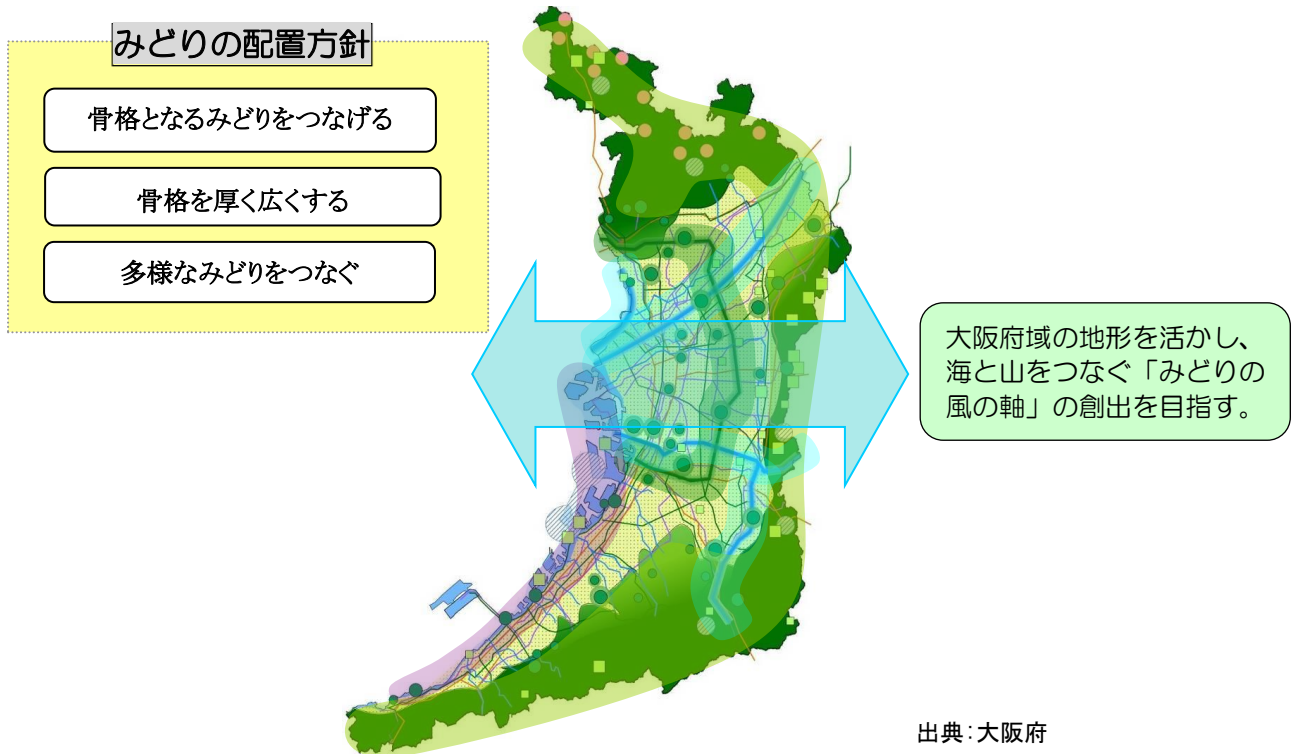 みどりの配置方針
骨格となるみどりをつなげる
骨格を厚く広くする
多様なみどりをつなぐ
大阪府域の地形を活かし、
海と山をつなぐ「みどりの
風の軸」の創出を目指す。
出典：大阪府